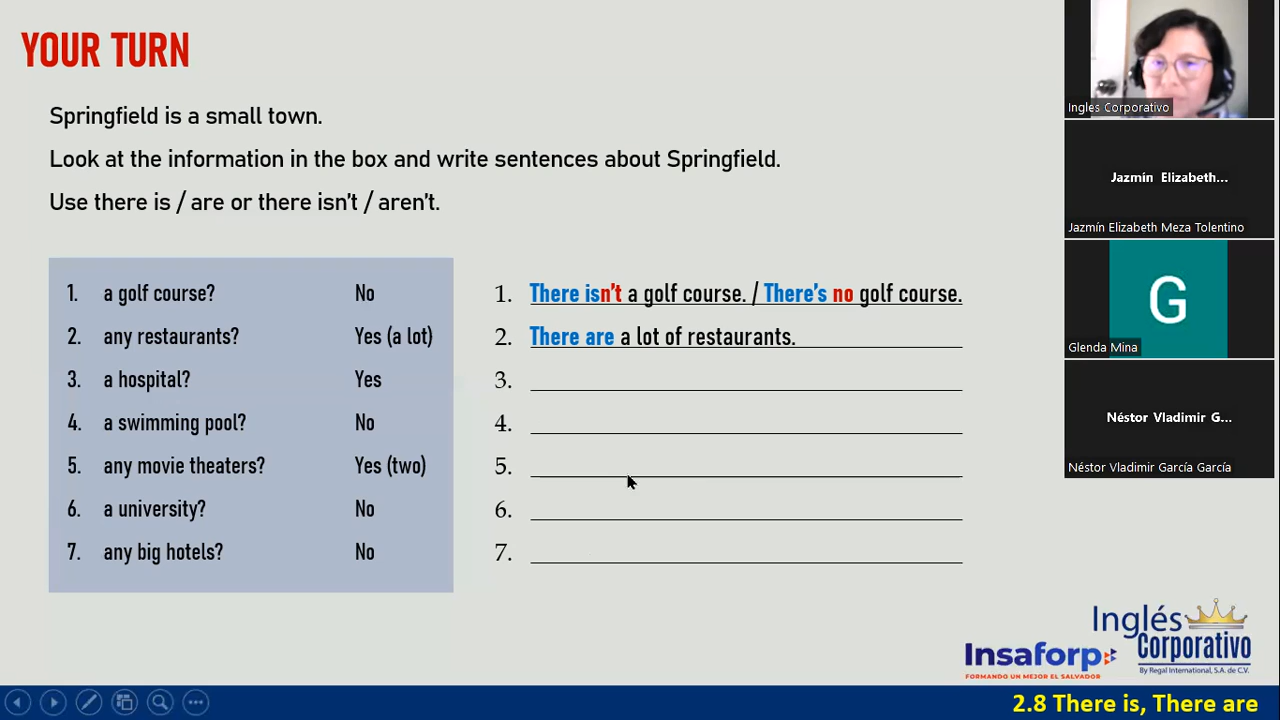 YOUR TURN
Springfield is a small town.
Look at the information in the box and write sentences about Springfield.
Use there is / are or there isn't / aren't.
1. a golf course? No
2. any restaurants? Yes (a lot)
3. a hospital? Yes
4. a swimming pool? No
5. any movie theaters? Yes (two)
6. a university? No
7. any big hotels? No
1. There isn't a golf course. / There's no golf course.
2. There are a lot of restaurants.
3.
4.
5.
6.
7.
Ingles Corporativo
Jazmín Elizabeth...
Jazmín Elizabeth Meza Tolentino
G
Glenda Mina
Néstor Vladimir G...
Néstor Vladimir García García
Inglés
Corporativo
By Regal International, S.A. de C.V.
Insaforp
FORMANDO UN MEJOR EL SALVADOR
2.8 There is, There are